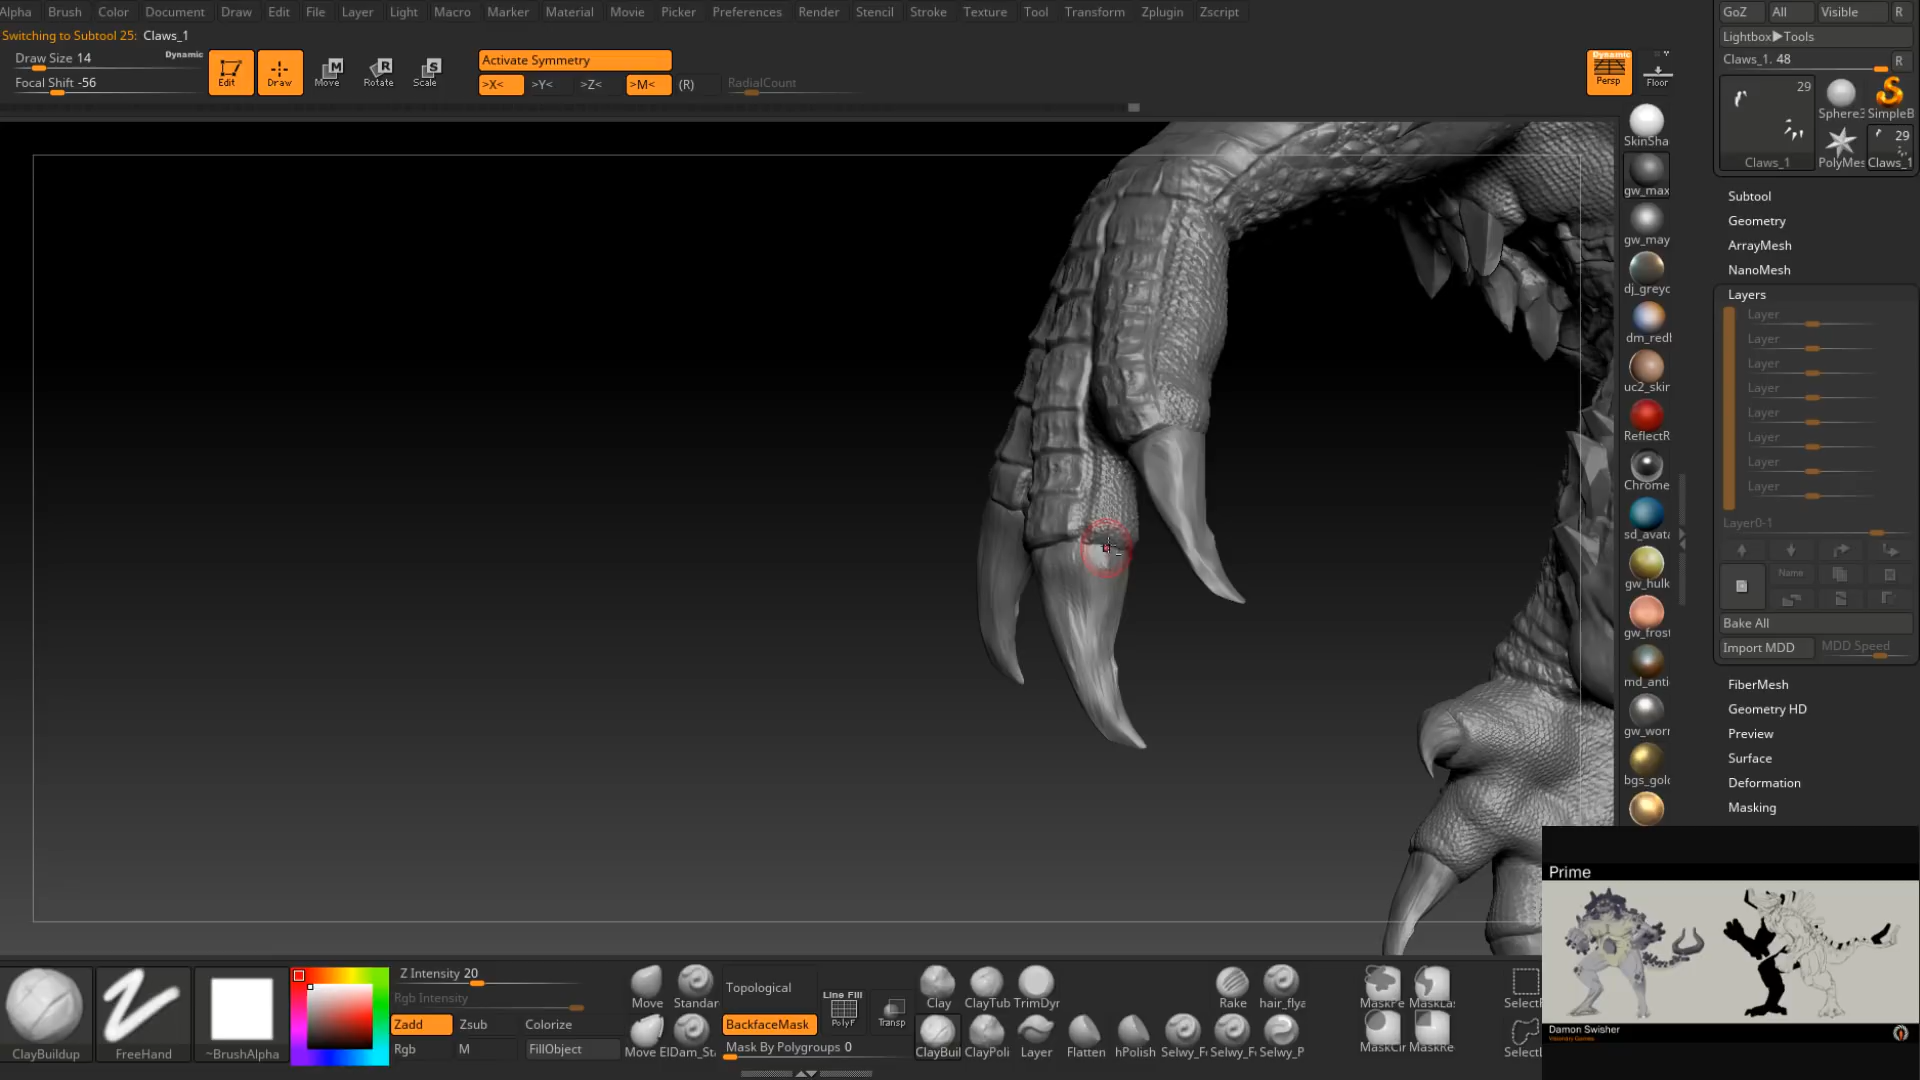 Alpha Brush Color Document Draw Edit File Layer Light Macro Marker Material Movie Picker Preferences Render Stencil Stroke Texture Tool Transform Zplugin Zscript
Switching to Subtool 25: Claws_1
Draw Size 14 Dynamic
Focal Shift -56
Edit Draw Move Rotate Scale
Activate Symmetry
>X< >Y< >Z< >M< (R) RadialCount
Dynamic
Persp Floor
GoZ All Visible R
Lightbox▶Tools
Claws_1. 48 R
29
Sphere3 SimpleB
29
Claws_1 PolyMes Claws_1
Subtool
Geometry
ArrayMesh
NanoMesh
Layers
Layer
Layer
Layer
Layer
Layer
Layer
Layer
Layer
Layer0-1
Name
Bake All
Import MDD MDD Speed
FiberMesh
Geometry HD
Preview
Surface
Deformation
Masking
SkinSha
gw_max
gw_may
dj_greyc
dm_redl
uc2_skin
ReflectR
Chrome
sd_avata
gw_hulk
gw_frost
md_anti
gw_worn
bgs_gold
Prime
Damon Swisher
ClayBuildup FreeHand ~BrushAlpha
Z Intensity 20
Rgb Intensity
Zadd Zsub Colorize
Rgb M FillObject
Move Standar
Move ElDam_St
Topological
BackfaceMask
Mask By Polygroups 0
Line Fill
PolyF Transp
Clay ClayTub TrimDyr
ClayBuil ClayPoli Layer Flatten hPolish Selwy_F Selwy_F Selwy_P
Rake hair_flya
MaskPe MaskLas
MaskCir MaskRe
SelectR
SelectL